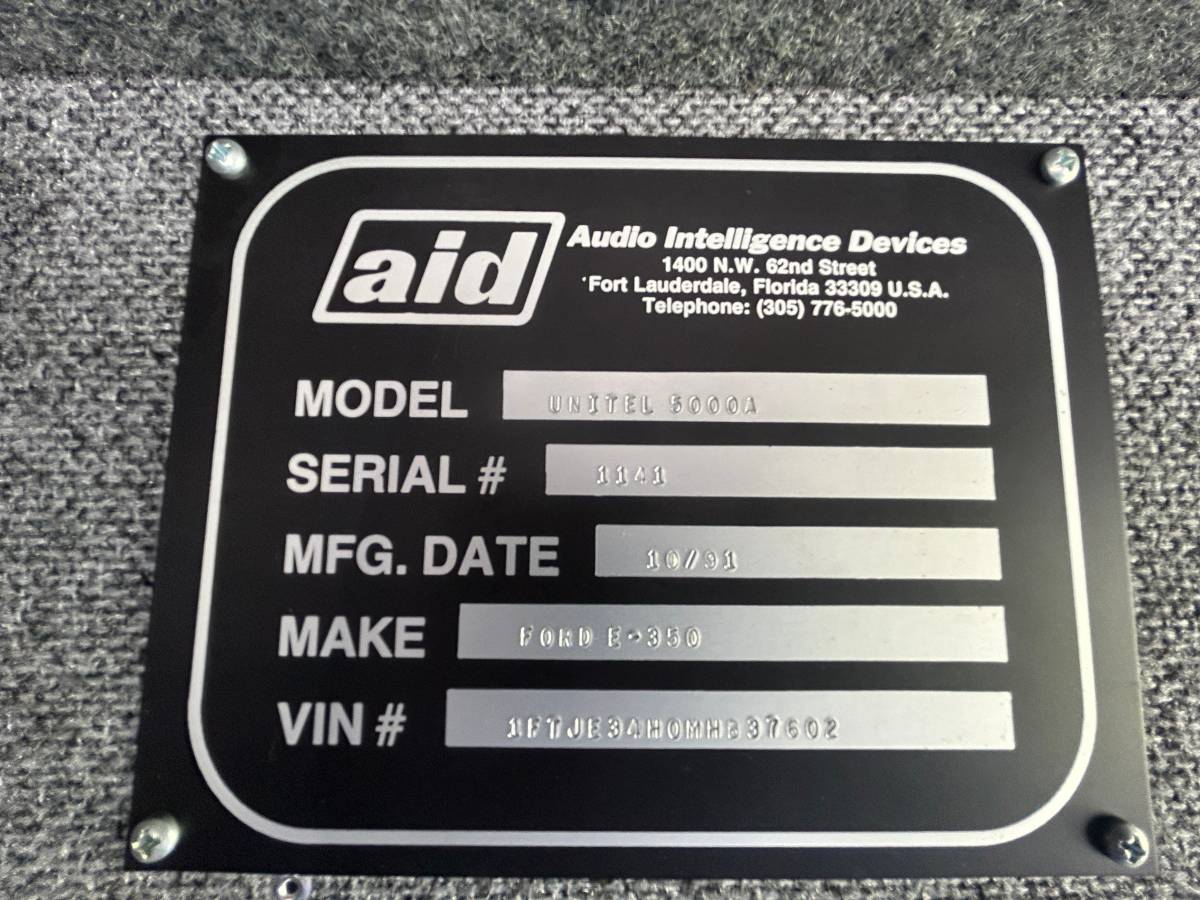 aid
Audio Intelligence Devices
1400 N.W. 62nd Street
Fort Lauderdale, Florida 33309 U.S.A.
Telephone: (305) 776-5000
MODEL UNITEL 5000A
SERIAL # 1141
MFG. DATE 10/91
MAKE FORD E-350
VIN # 1FTJE34H0MHB37602